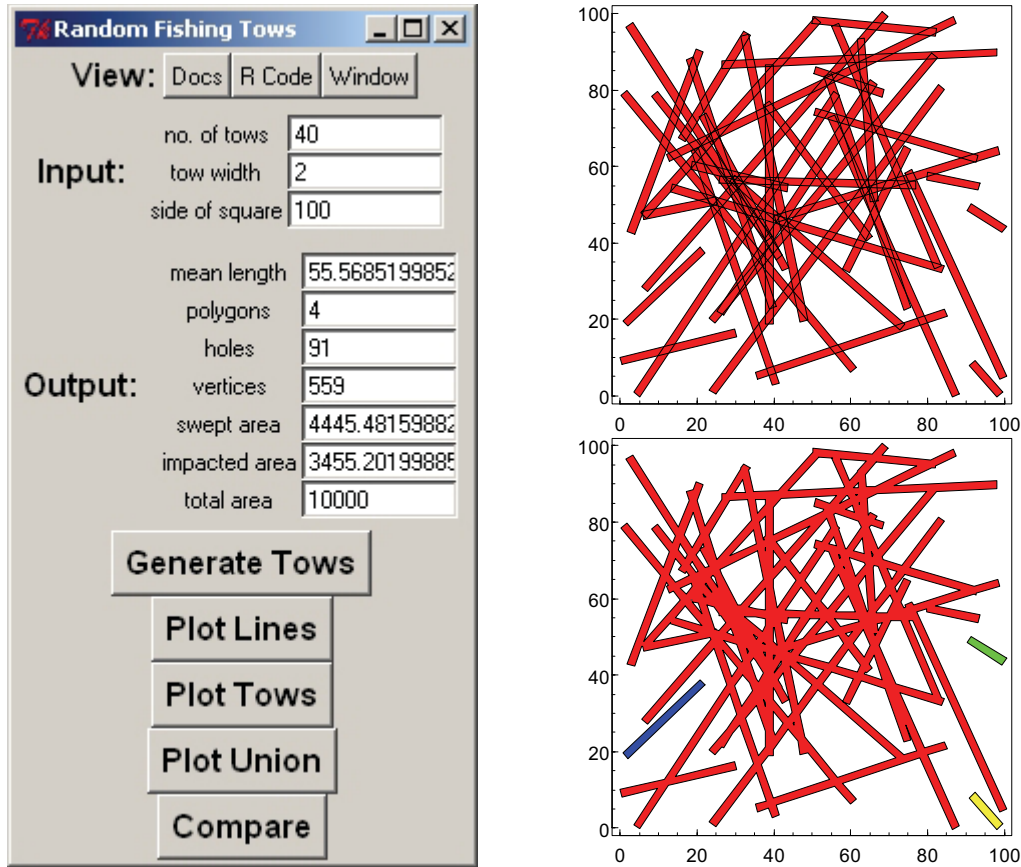 Random Fishing Tows
View: Docs R Code Window
Input:
no. of tows 40
tow width 2
side of square 100
Output:
mean length 55.5685199852
polygons 4
holes 91
vertices 559
swept area 4445.48159882
impacted area 3455.20199885
total area 10000
Generate Tows
Plot Lines
Plot Tows
Plot Union
Compare
100
80
60
40
20
0
0 20 40 60 80 100
100
80
60
40
20
0
0 20 40 60 80 100